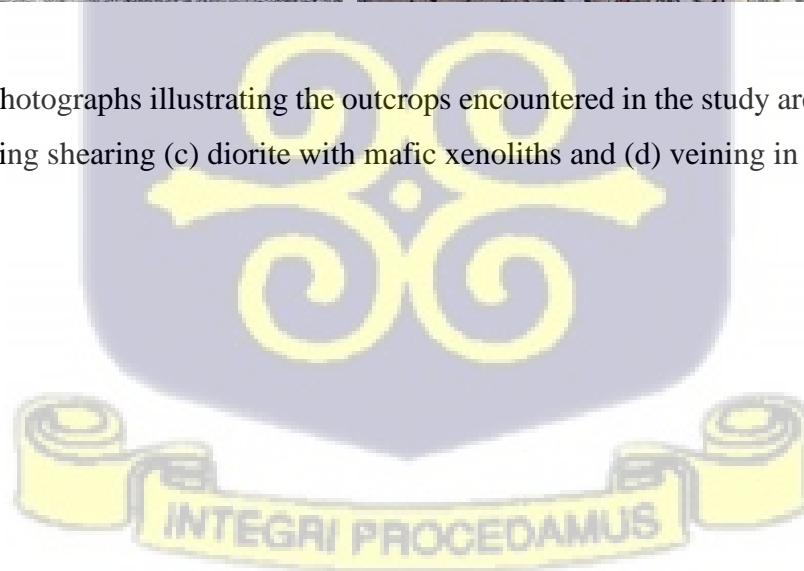 hotographs illustrating the outcrops encountered in the study are
ing shearing (c) diorite with mafic xenoliths and (d) veining in
INTEGRI PROCEDAMUS